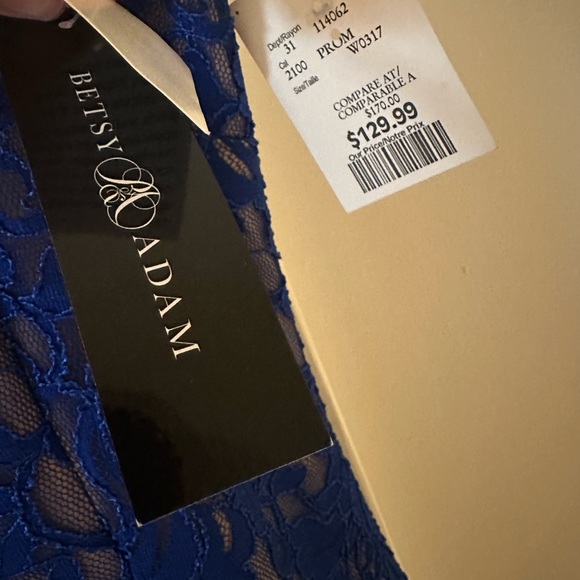 BETSY & ADAM
Dept/Rayon 114062
31
Cat PROM
2100 W0317
Size/Taille
COMPARE AT/
COMPARABLE A
$170.00
$129.99
Our Price/Notre Prix